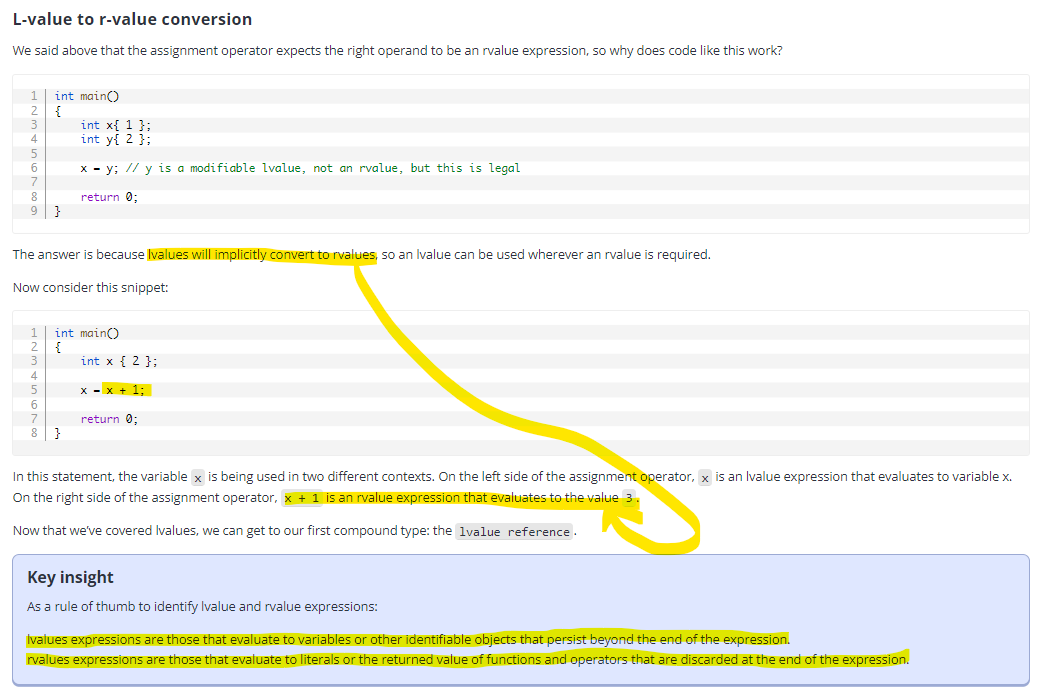 L-value to r-value conversion
We said above that the assignment operator expects the right operand to be an rvalue expression, so why does code like this work?
1 int main()
2 {
3 int x{ 1 };
4 int y{ 2 };
5
6 x = y; // y is a modifiable lvalue, not an rvalue, but this is legal
7
8 return 0;
9 }
The answer is because lvalues will implicitly convert to rvalues, so an lvalue can be used wherever an rvalue is required.
Now consider this snippet:
1 int main()
2 {
3 int x { 2 };
4
5 x = x + 1;
6
7 return 0;
8 }
In this statement, the variable x is being used in two different contexts. On the left side of the assignment operator, x is an lvalue expression that evaluates to variable x.
On the right side of the assignment operator, x + 1 is an rvalue expression that evaluates to the value 3.
Now that we've covered lvalues, we can get to our first compound type: the lvalue reference.
Key insight
As a rule of thumb to identify lvalue and rvalue expressions:
lvalues expressions are those that evaluate to variables or other identifiable objects that persist beyond the end of the expression.
rvalues expressions are those that evaluate to literals or the returned value of functions and operators that are discarded at the end of the expression.